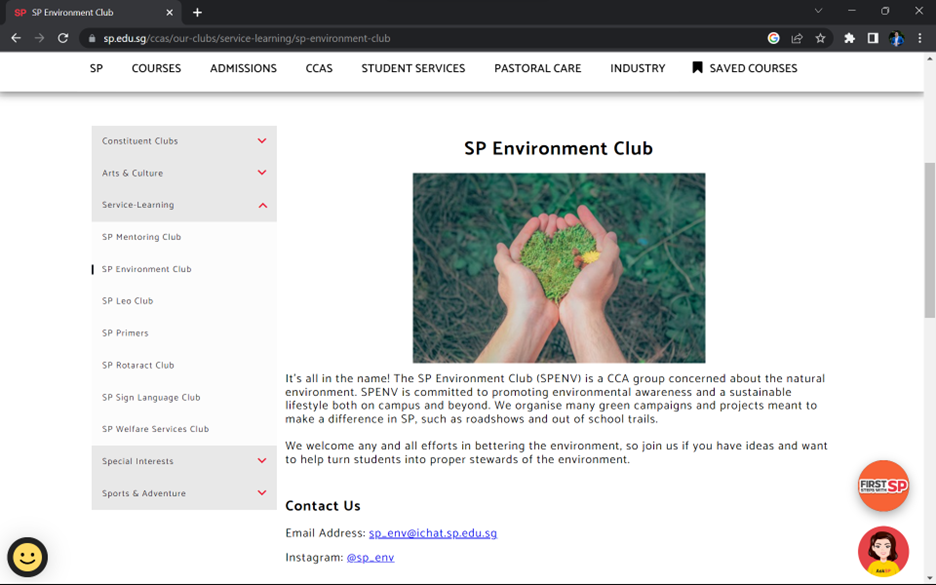 SP SP Environment Club
sp.edu.sg/ccas/our-clubs/service-learning/sp-environment-club
SP COURSES ADMISSIONS CCAS STUDENT SERVICES PASTORAL CARE INDUSTRY SAVED COURSES
Constituent Clubs
Arts & Culture
Service-Learning
SP Mentoring Club
SP Environment Club
SP Leo Club
SP Primers
SP Rotaract Club
SP Sign Language Club
SP Welfare Services Club
Special Interests
Sports & Adventure
SP Environment Club
It's all in the name! The SP Environment Club (SPENV) is a CCA group concerned about the natural
environment. SPENV is committed to promoting environmental awareness and a sustainable
lifestyle both on campus and beyond. We organise many green campaigns and projects meant to
make a difference in SP, such as roadshows and out of school trails.
We welcome any and all efforts in bettering the environment, so join us if you have ideas and want
to help turn students into proper stewards of the environment.
Contact Us
Email Address: sp_env@ichat.sp.edu.sg
Instagram: @sp_env
FIRST SP
STEPS WITH
AskSP